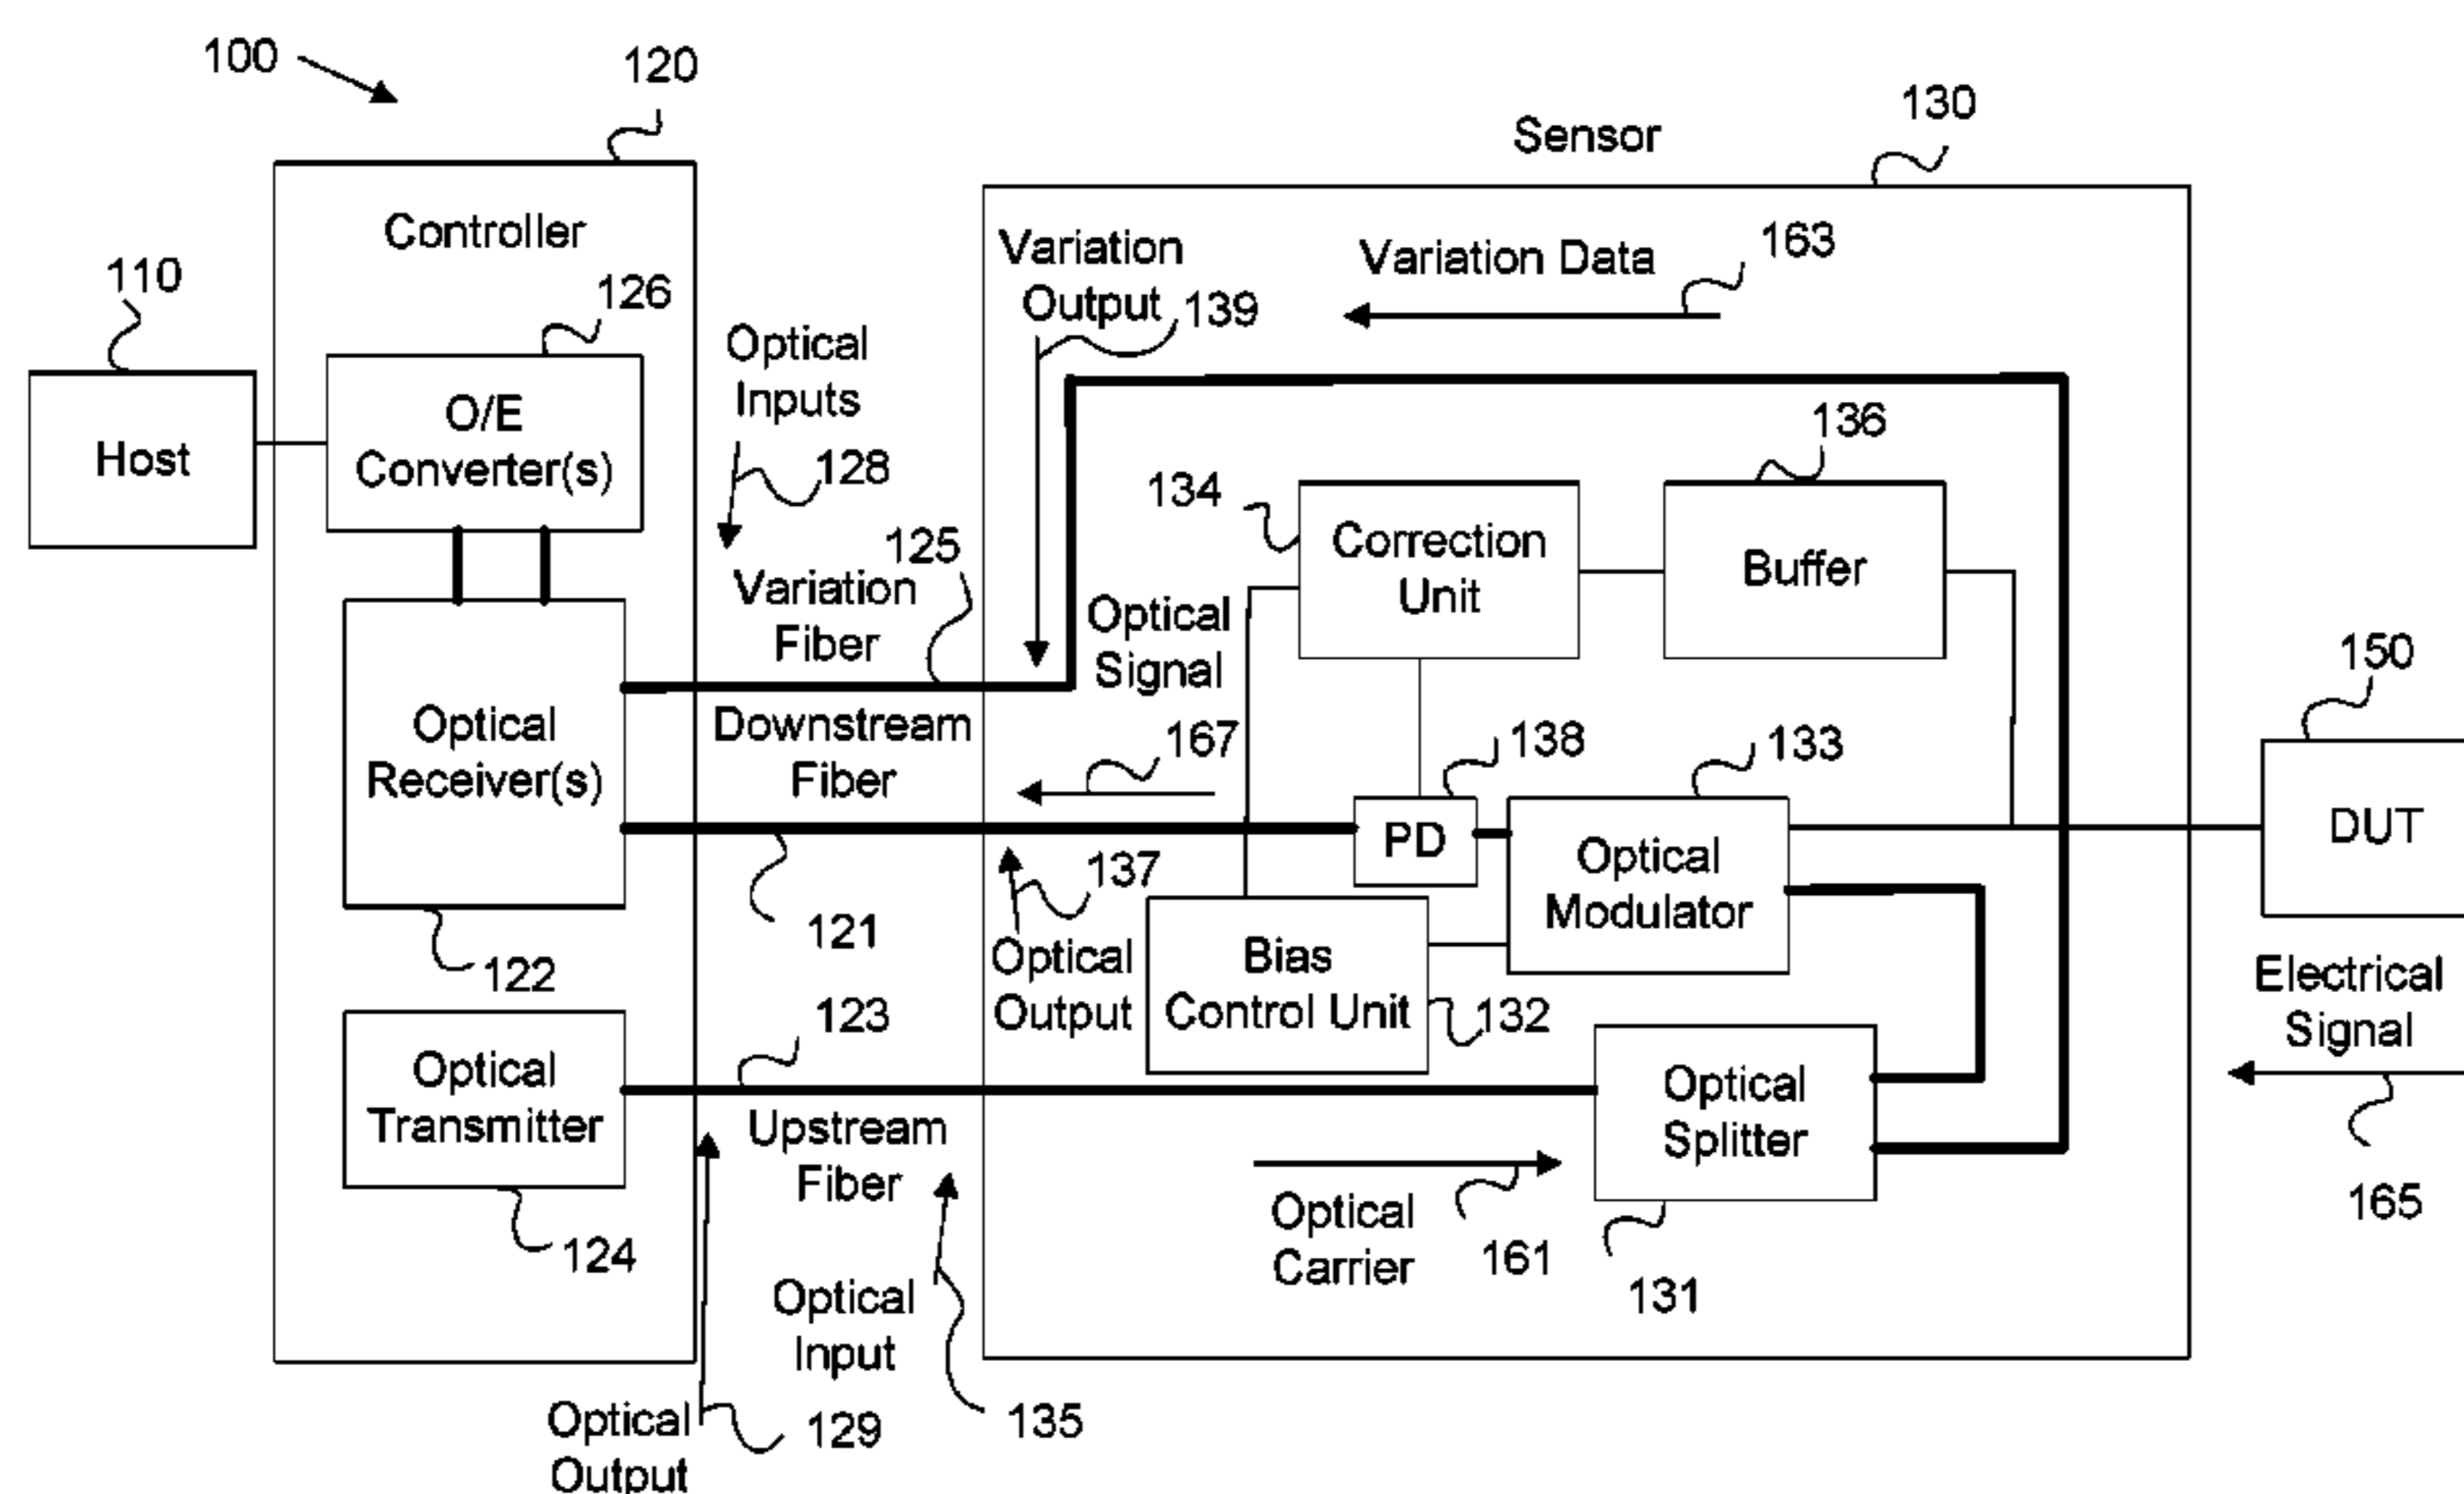 100
120
130
Sensor
Controller
Variation
Output
139
Variation Data
163
110
126
Optical
Inputs
128
Host
O/E
Converter(s)
134
136
Correction
Unit
Buffer
125
Variation
Fiber
Optical
Signal
150
Optical
Receiver(s)
Downstream
Fiber
167
138
133
PD
Optical
Modulator
DUT
121
137
Optical
Output
Bias
Control Unit
132
122
123
Electrical
Signal
165
Optical
Transmitter
Upstream
Fiber
Optical
Splitter
124
Optical
Carrier
161
131
Optical
Input
135
Optical
Output
129